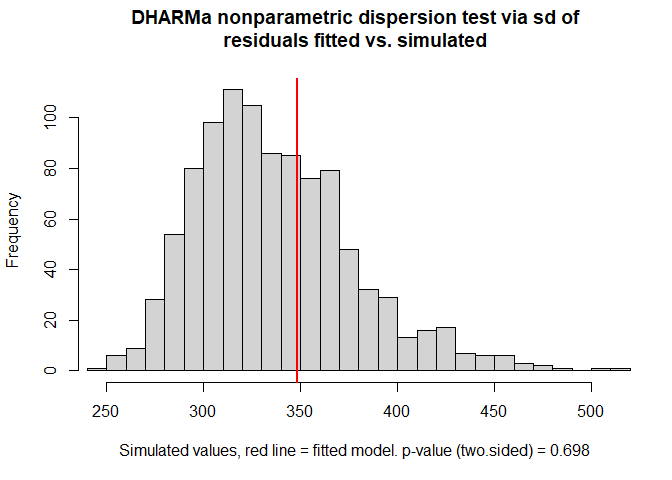 DHARMa nonparametric dispersion test via sd of
residuals fitted vs. simulated
Frequency
100
80
60
40
20
0
250 300 350 400 450 500
Simulated values, red line = fitted model. p-value (two.sided) = 0.698